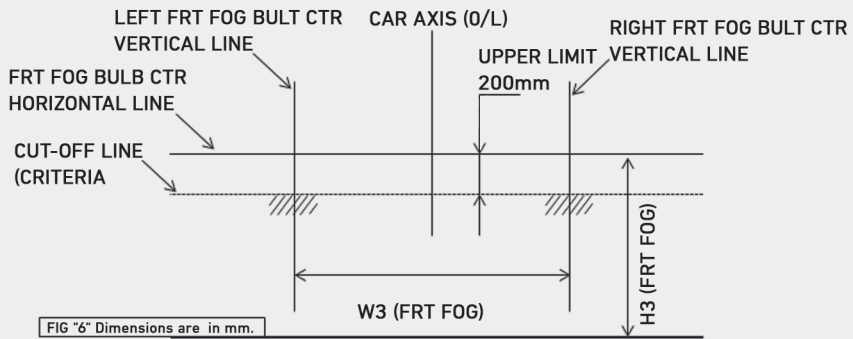 LEFT FRT FOG BULT CTR
VERTICAL LINE
CAR AXIS (0/L)
RIGHT FRT FOG BULT CTR
VERTICAL LINE
UPPER LIMIT
200mm
FRT FOG BULB CTR
HORIZONTAL LINE
CUT-OFF LINE
(CRITERIA
H3 (FRT FOG)
W3 (FRT FOG)
FIG "6" Dimensions are in mm.